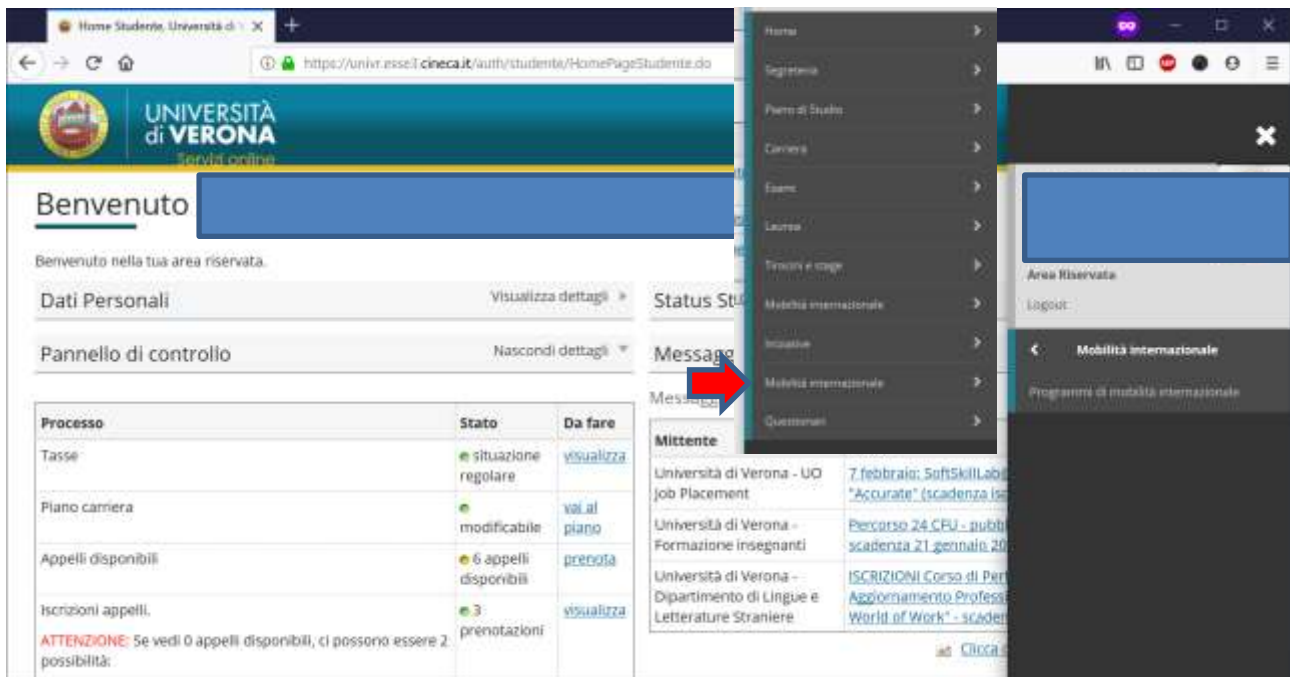 Home Studente, Università di V
https://univr.esse3.cineca.it/auth/studente/HomePageStudente.do
UNIVERSITÀ
di VERONA
Servizi online
Benvenuto
Benvenuto nella tua area riservata.
Dati Personali
Visualizza dettagli
Pannello di controllo
Nascondi dettagli
Processo Stato Da fare
Tasse situazione regolare visualizza
Piano carriera modificabile vai al piano
Appelli disponibili 6 appelli disponibili prenota
Iscrizioni appelli. 3 prenotazioni visualizza
ATTENZIONE: Se vedi 0 appelli disponibili, ci possono essere 2
possibilità:
Status Stu
Messagg
Messagg
Mittente
Università di Verona - UO
Job Placement
7 febbraio: SoftSkillLab
"Accurate" (scadenza isc
Università di Verona -
Formazione insegnanti
Percorso 24 CFU - pubb
scadenza 21 gennaio 20
Università di Verona -
Dipartimento di Lingue e
Letterature Straniere
ISCRIZIONI Corso di Per
Aggiornamento Profess
World of Work" - scaden
Clicca
Home
Segreteria
Piano di Studio
Carriera
Esami
Laurea
Tirocini e stage
Mobilità internazionale
Iniziative
Mobilità internazionale
Questionari
Area Riservata
Logout
Mobilità internazionale
Programmi di mobilità internazionale